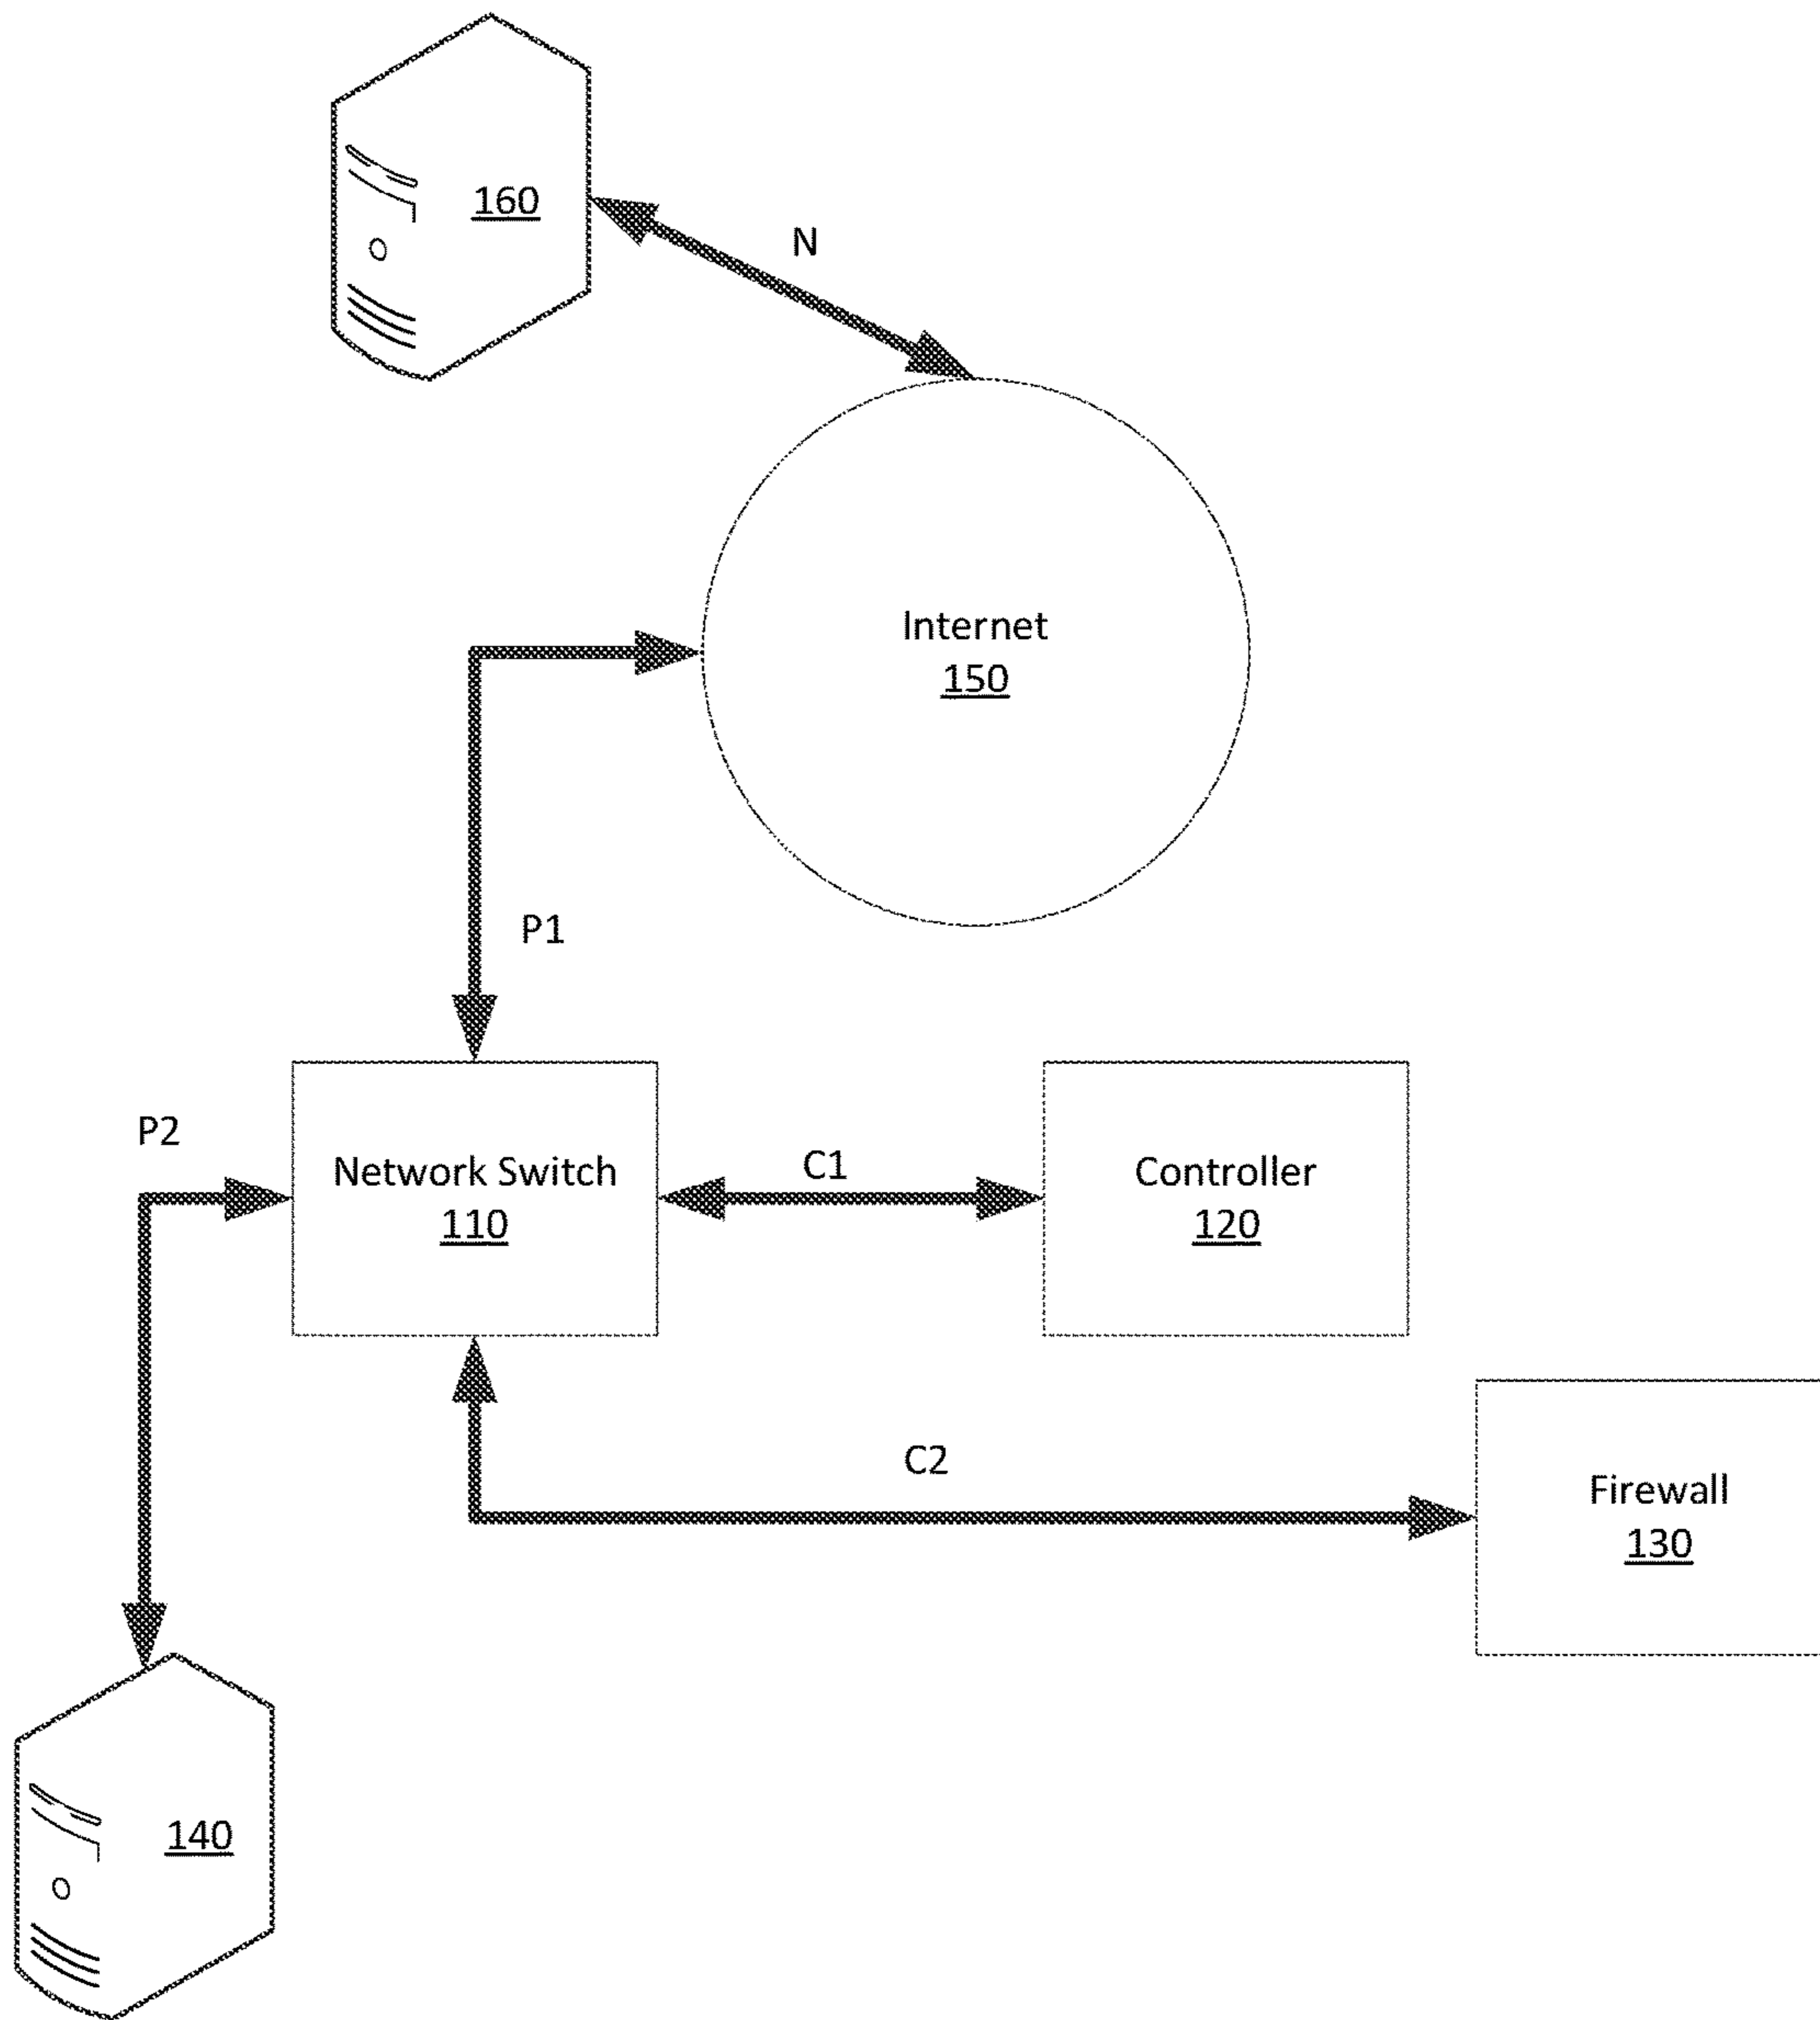 160
N
Internet
150
P1
P2
Network Switch
110
C1
Controller
120
C2
Firewall
130
140